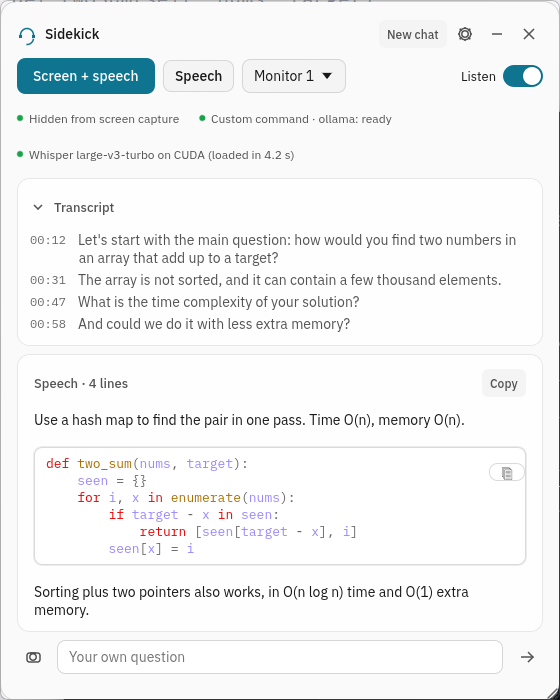 Sidekick
New chat
Screen + speech
Speech
Monitor 1
Listen
Hidden from screen capture
Custom command · ollama: ready
Whisper large-v3-turbo on CUDA (loaded in 4.2 s)
Transcript
00:12 Let's start with the main question: how would you find two numbers in
an array that add up to a target?
00:31 The array is not sorted, and it can contain a few thousand elements.
00:47 What is the time complexity of your solution?
00:58 And could we do it with less extra memory?
Speech · 4 lines
Copy
Use a hash map to find the pair in one pass. Time O(n), memory O(n).
def two_sum(nums, target):
    seen = {}
    for i, x in enumerate(nums):
        if target - x in seen:
            return [seen[target - x], i]
        seen[x] = i
Sorting plus two pointers also works, in O(n log n) time and O(1) extra
memory.
Your own question